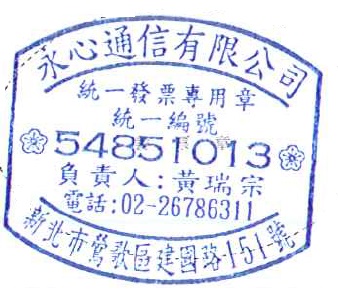 永心通信有限公司
統一發票專用章
統一編號
54851013
負責人:黃瑞宗
電話:02-26786311
新北市鶯歌區建國路151號